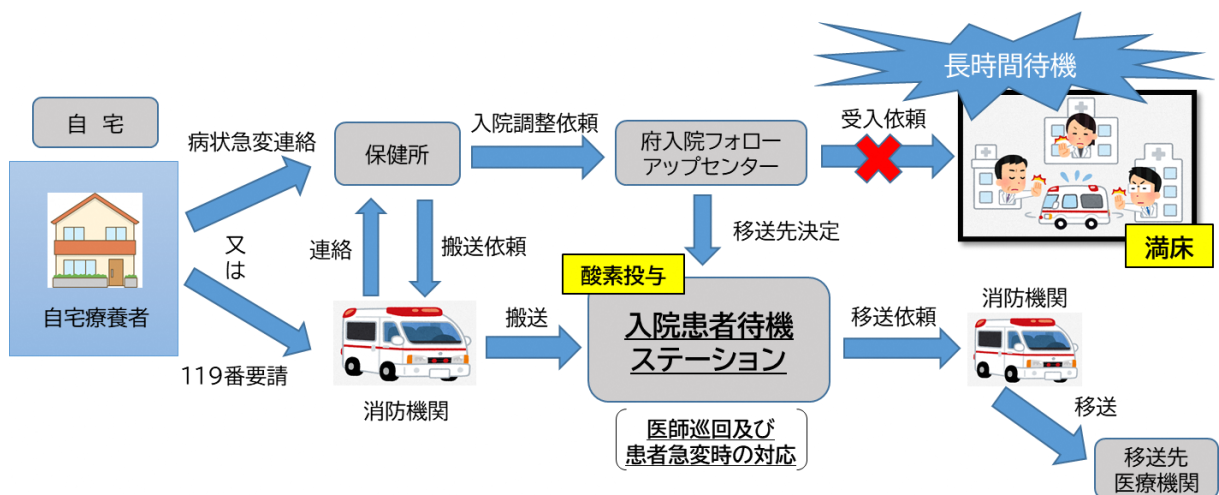 長時間待機
自 宅
病状急変連絡
保健所
入院調整依頼
府入院フォロー
アップセンター
受入依頼
満床
又
は
連絡
搬送依頼
移送先決定
自宅療養者
119番要請
消防機関
搬送
酸素投与
入院患者待機
ステーション
医師巡回及び
患者急変時の対応
移送依頼
消防機関
移送
移送先
医療機関